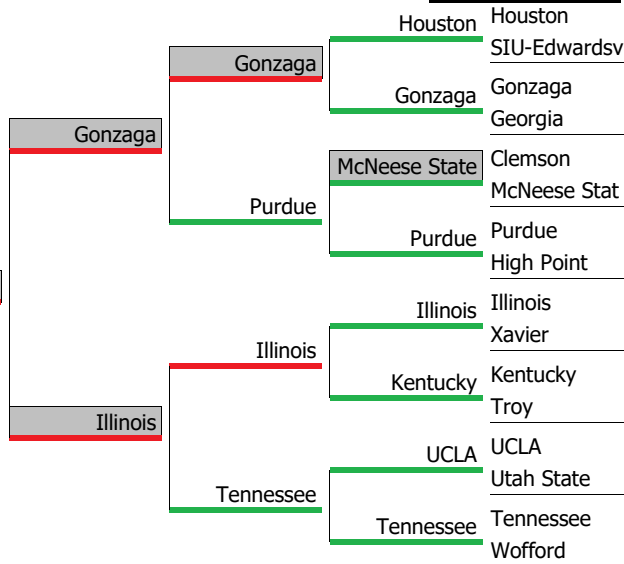 Houston
Houston
SIU-Edwardsv
Gonzaga
Gonzaga
Gonzaga
Georgia
Gonzaga
McNeese State
Clemson
McNeese Stat
Purdue
Purdue
Purdue
High Point
Illinois
Illinois
Xavier
Illinois
Kentucky
Kentucky
Troy
Illinois
UCLA
UCLA
Utah State
Tennessee
Tennessee
Tennessee
Wofford